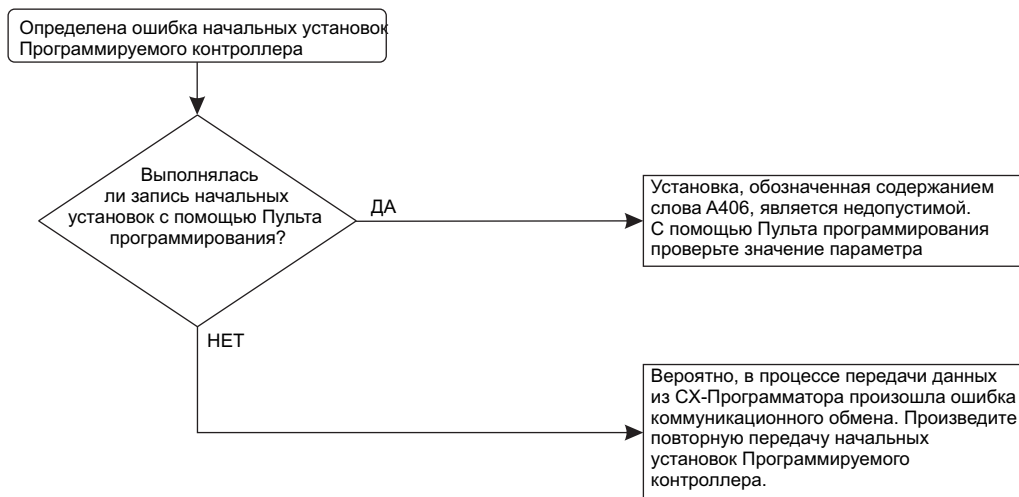 Определена ошибка начальных установок
Программируемого контроллера
Выполнялась
ли запись начальных
установок с помощью Пульта
программирования?
ДА
Установка, обозначенная содержанием
слова A406, является недопустимой.
С помощью Пульта программирования
проверьте значение параметра
НЕТ
Вероятно, в процессе передачи данных
из CX-Программатора произошла ошибка
коммуникационного обмена. Произведите
повторную передачу начальных
установок Программируемого
контроллера.